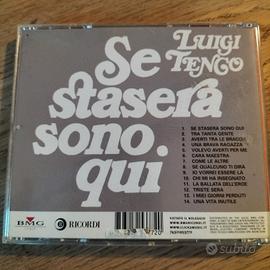 Se
stasera
sono
qui
LUIGI
TENCO
1. SE STASERA SONO QUI
2. TRA TANTA GENTE
3. AVERTI TRA LE BRACCIA
4. UNA BRAVA RAGAZZA
5. VOLEVO AVERTI PER ME
6. CARA MAESTRA
7. COME LE ALTRE
8. SE QUALCUNO TI DIRÀ
9. IO VORREI ESSERE LÀ
10. CHI MI HA INSEGNATO
11. LA BALLATA DELL'EROE
12. TRISTE SERA
13. I MIEI GIORNI PERDUTI
14. UNA VITA INUTILE
BMG
RICORDI
subito